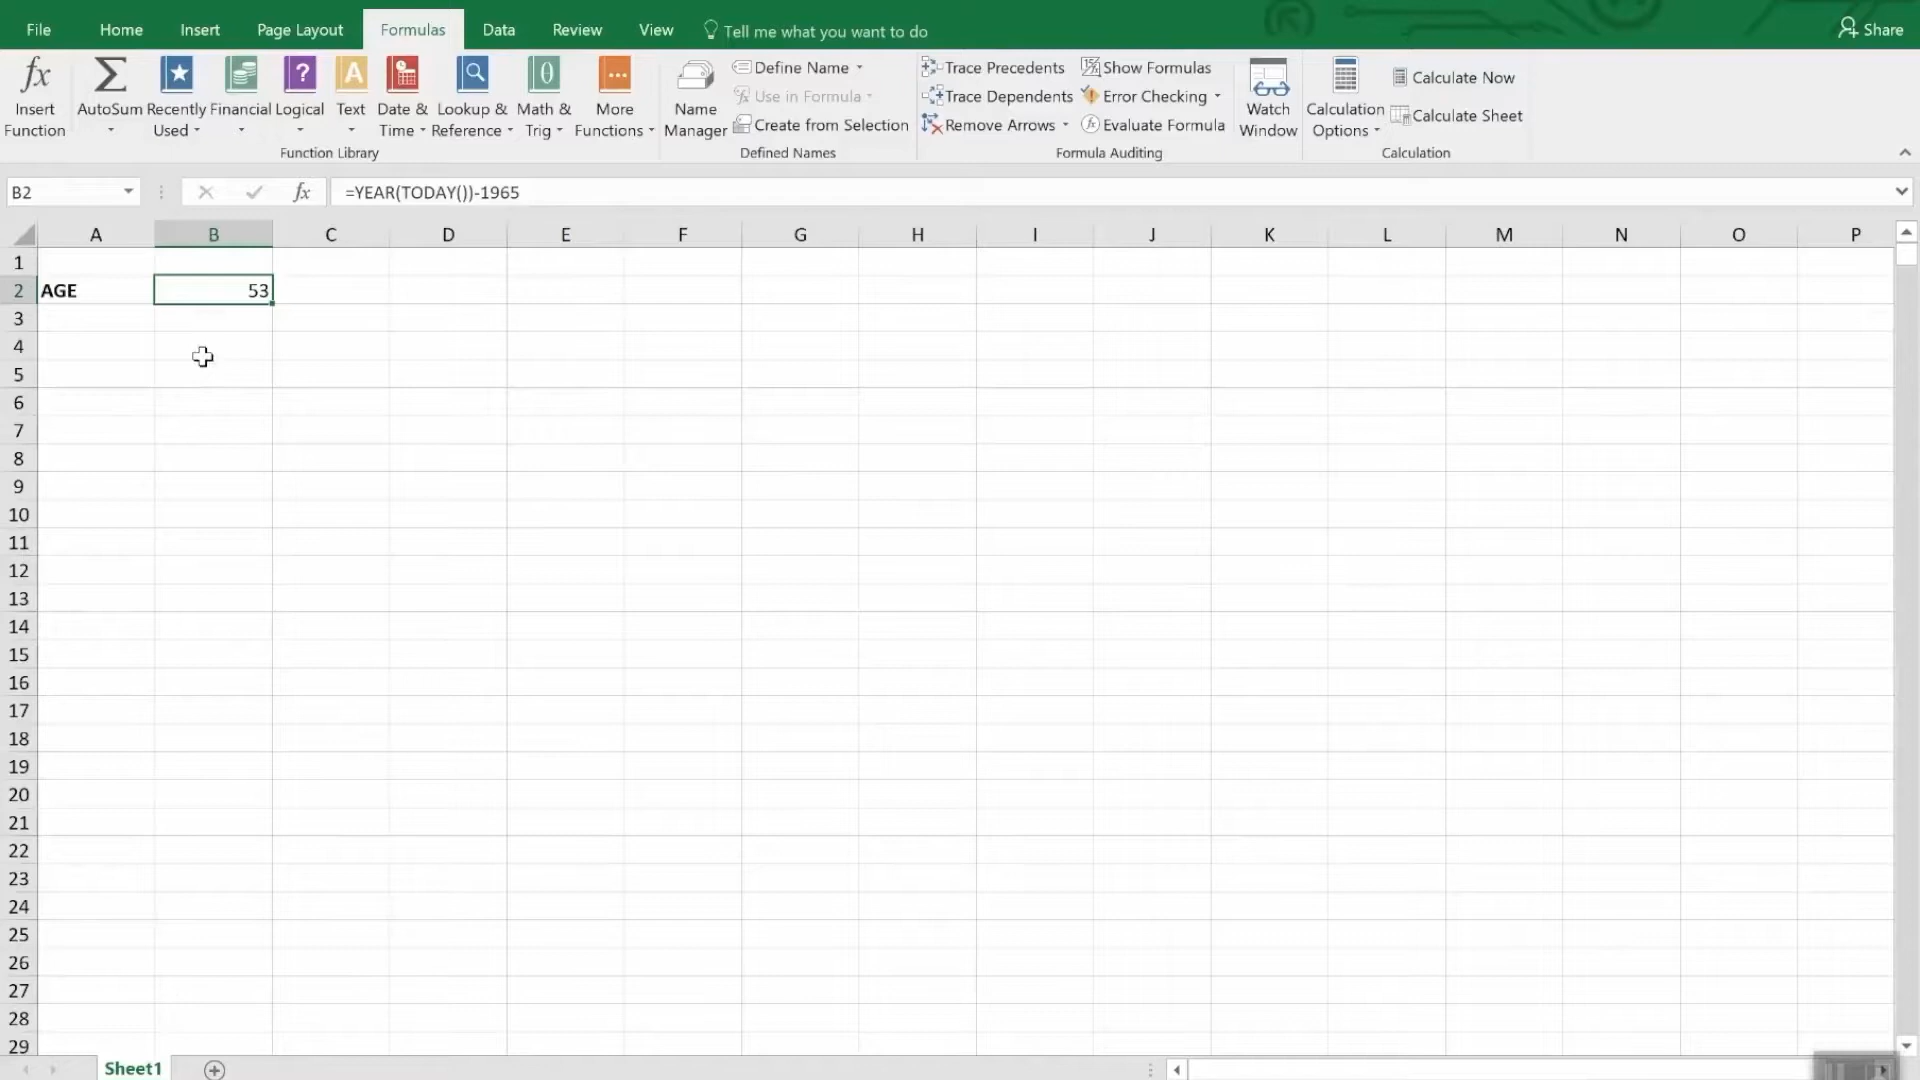 File Home Insert Page Layout Formulas Data Review View Tell me what you want to do Share
fx Σ ? A θ
Insert Function
AutoSum
Recently Used
Financial
Logical
Text
Date & Time
Lookup & Reference
Math & Trig
More Functions
Function Library
Name Manager
Define Name
Use in Formula
Create from Selection
Defined Names
Trace Precedents
Trace Dependents
Remove Arrows
Show Formulas
Error Checking
Evaluate Formula
Formula Auditing
Watch Window
Calculation Options
Calculate Now
Calculate Sheet
Calculation
B2 fx =YEAR(TODAY())-1965
A B C D E F G H I J K L M N O P
1
2 AGE 53
3
4
5
6
7
8
9
10
11
12
13
14
15
16
17
18
19
20
21
22
23
24
25
26
27
28
29
Sheet1